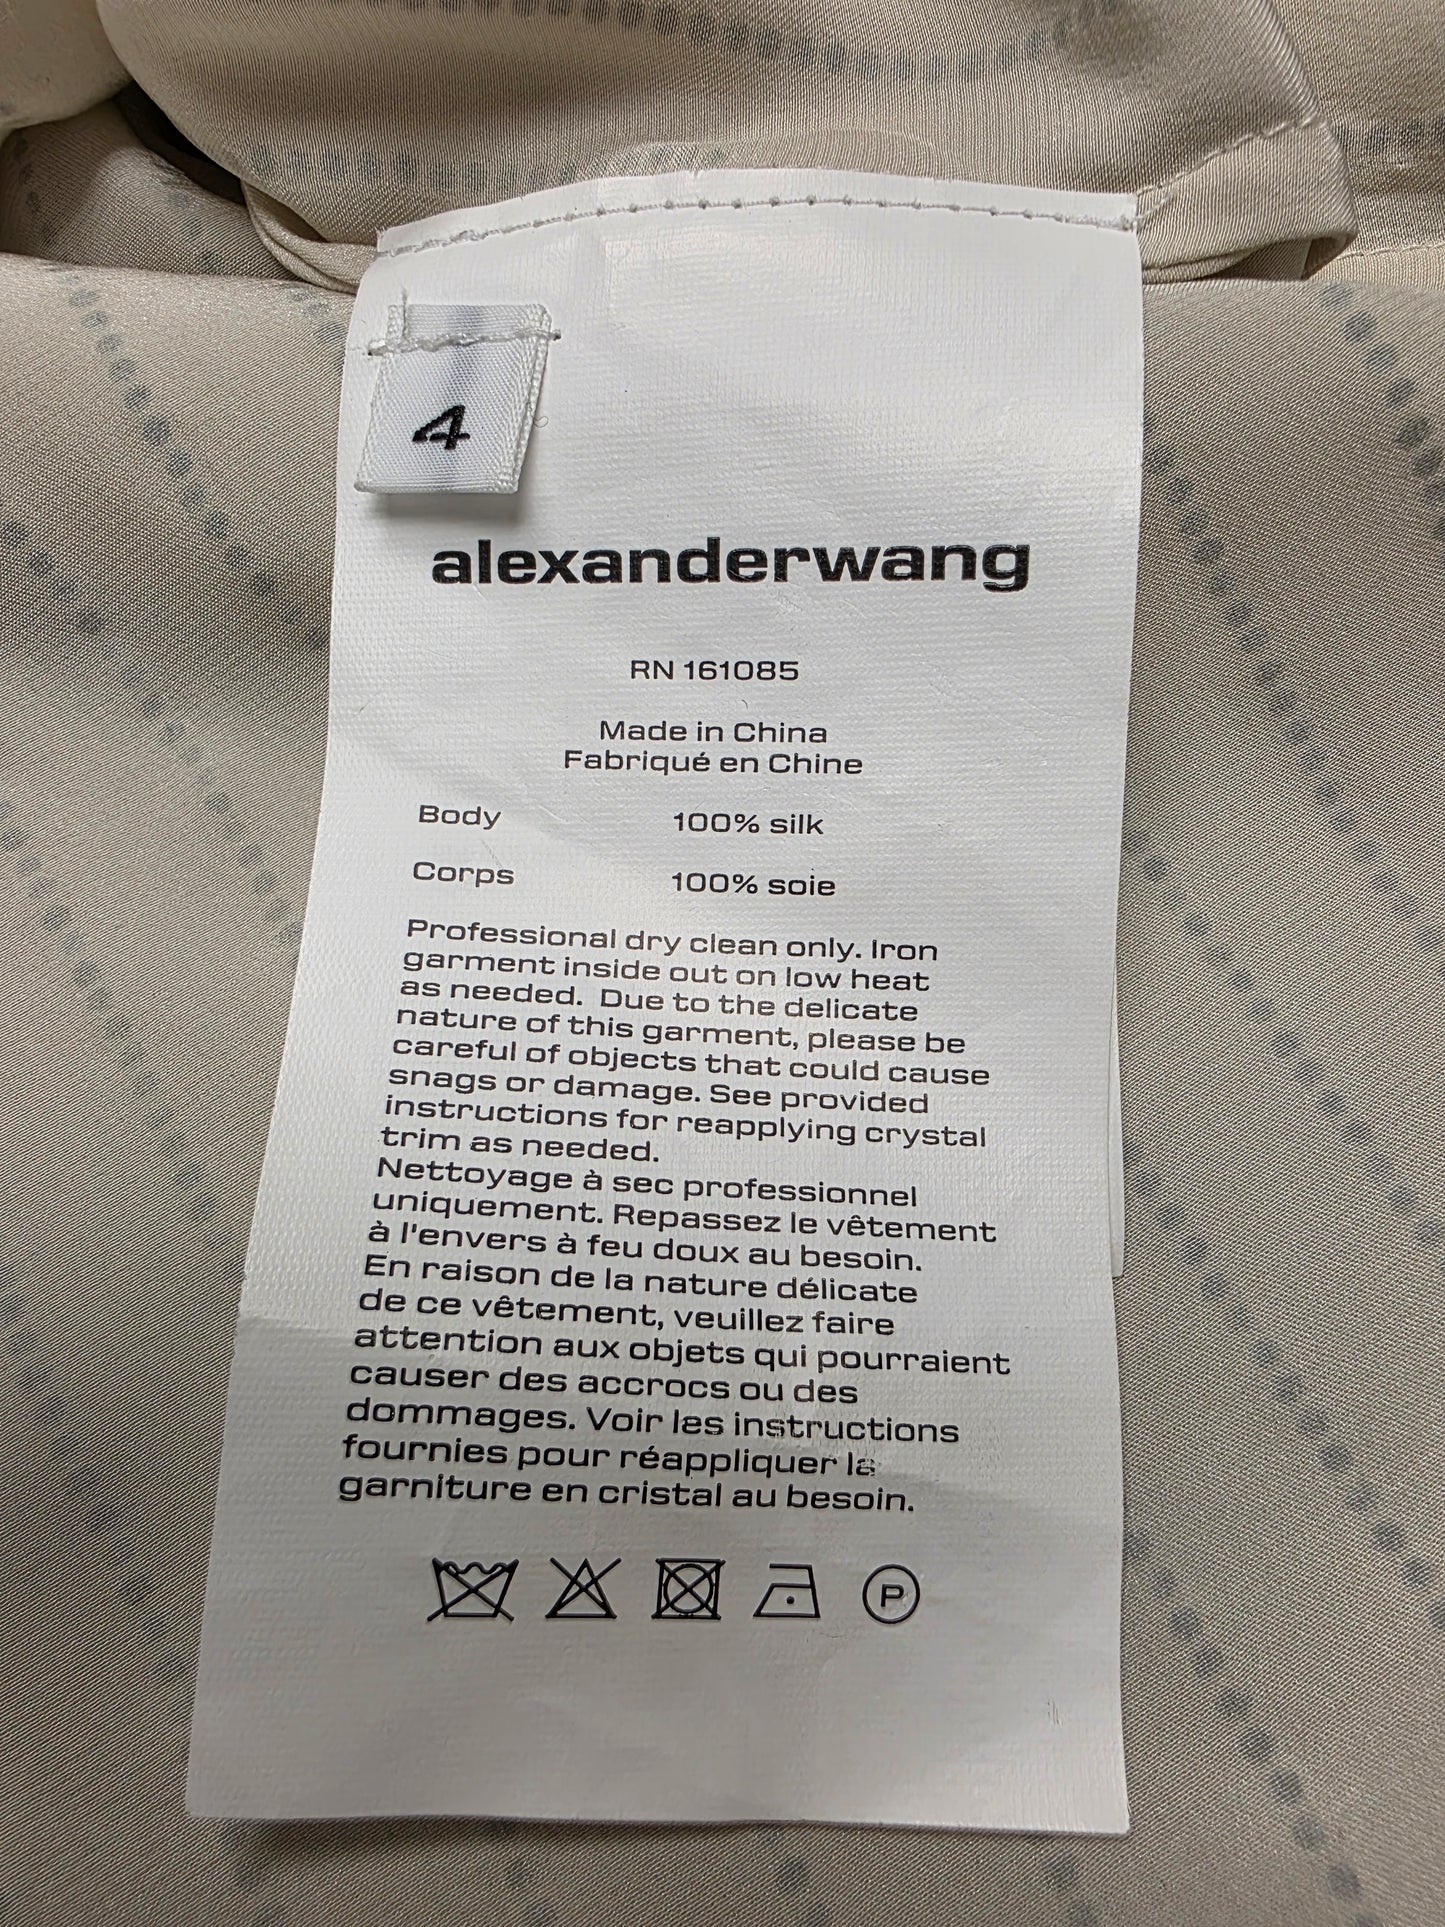 4
alexanderwang
RN 161085
Made in China
Fabriqué en Chine
Body 100% silk
Corps 100% soie
Professional dry clean only. Iron
garment inside out on low heat
as needed. Due to the delicate
nature of this garment, please be
careful of objects that could cause
snags or damage. See provided
instructions for reapplying crystal
trim as needed.
Nettoyage à sec professionnel
uniquement. Repassez le vêtement
à l'envers à feu doux au besoin.
En raison de la nature délicate
de ce vêtement, veuillez faire
attention aux objets qui pourraient
causer des accrocs ou des
dommages. Voir les instructions
fournies pour réappliquer la
garniture en cristal au besoin.
P